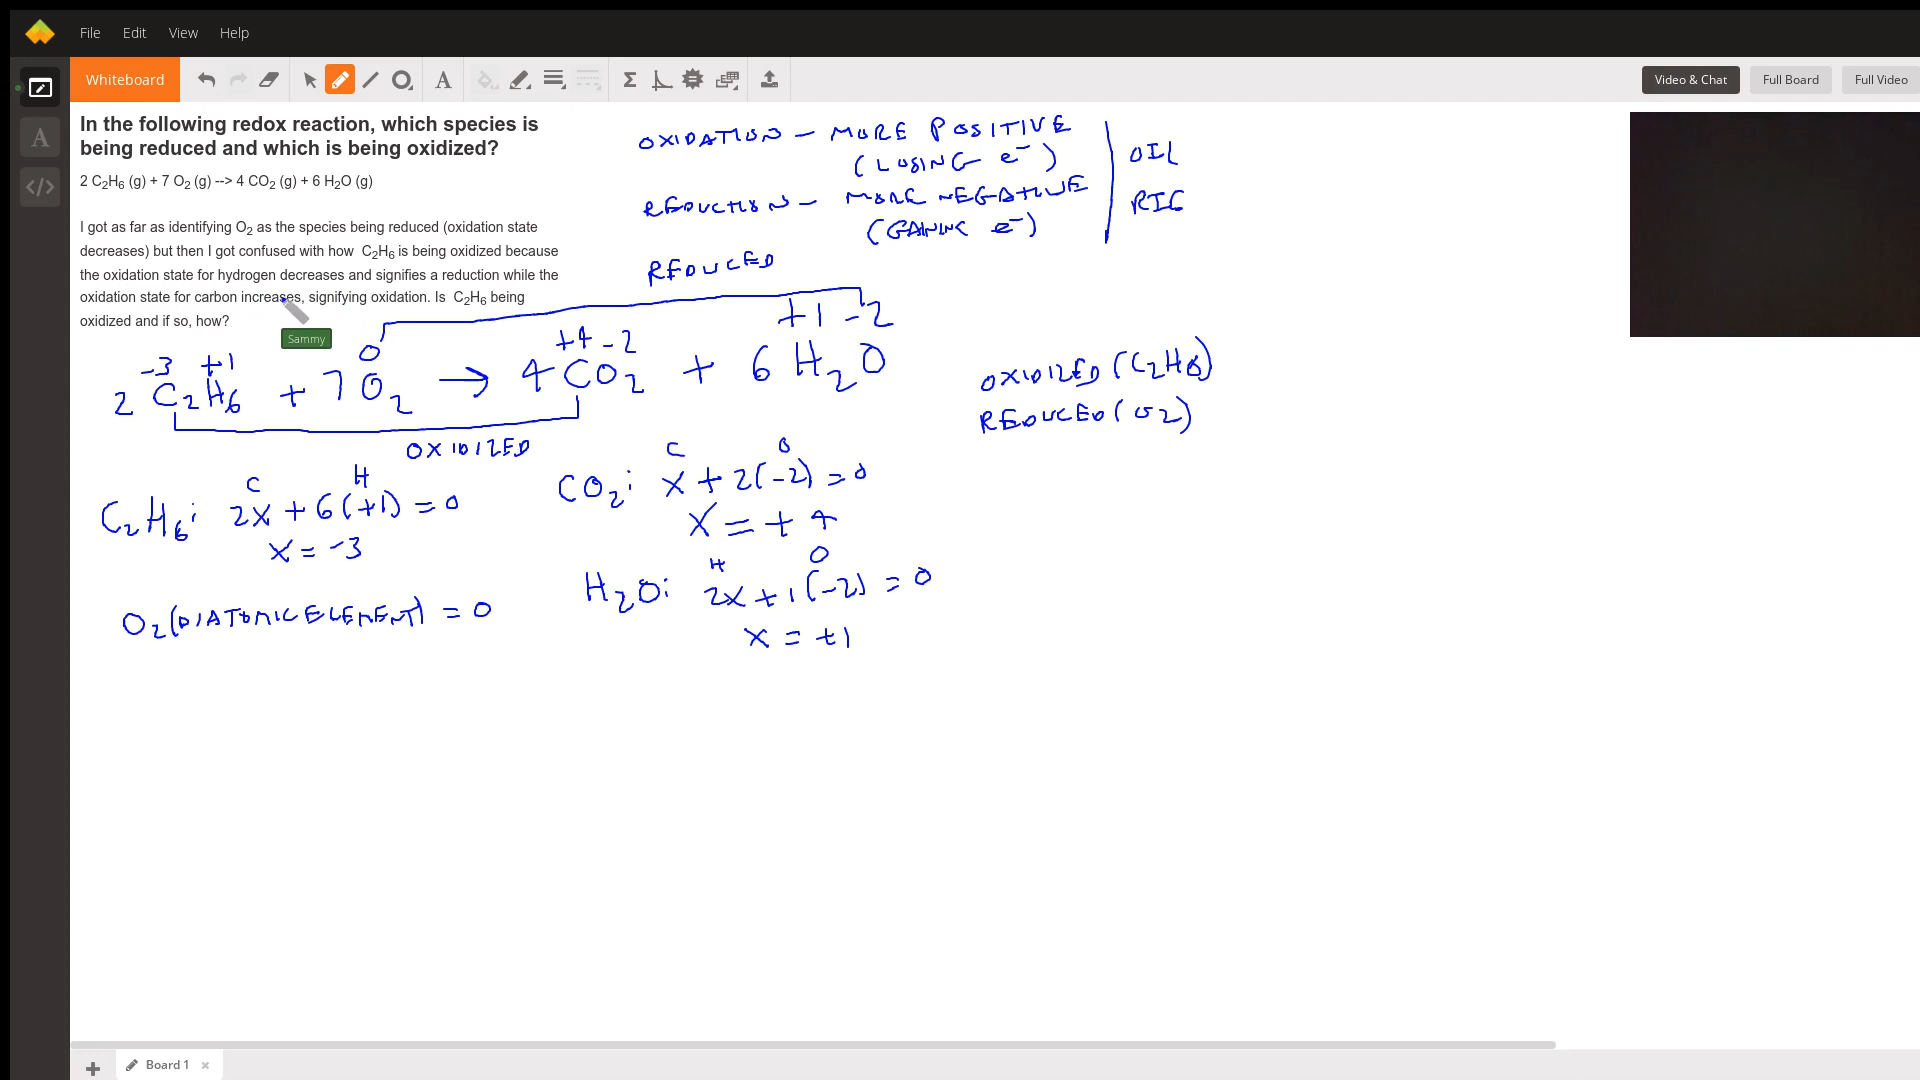 File Edit View Help
Whiteboard
Video & Chat Full Board Full Video
In the following redox reaction, which species is
being reduced and which is being oxidized?
2 C2H6 (g) + 7 O2 (g) --> 4 CO2 (g) + 6 H2O (g)
I got as far as identifying O2 as the species being reduced (oxidation state
decreases) but then I got confused with how C2H6 is being oxidized because
the oxidation state for hydrogen decreases and signifies a reduction while the
oxidation state for carbon increases, signifying oxidation. Is C2H6 being
oxidized and if so, how?
Sammy
OXIDATION – MORE POSITIVE
(LOSING e⁻)
REDUCTION – MORE NEGATIVE
(GAINING e⁻)
OIL
RIG
REDUCED
-3 +1 0 +4 -2 +1 -2
2 C2H6 + 7 O2 → 4 CO2 + 6 H2O
OXIDIZED
OXIDIZED (C2H6)
REDUCED (O2)
C H
C2H6: 2x + 6(+1) = 0
x = -3
O2 (DIATOMIC ELEMENT) = 0
C O
CO2: x + 2(-2) = 0
x = +4
H O
H2O: 2x + 1(-2) = 0
x = +1
Board 1